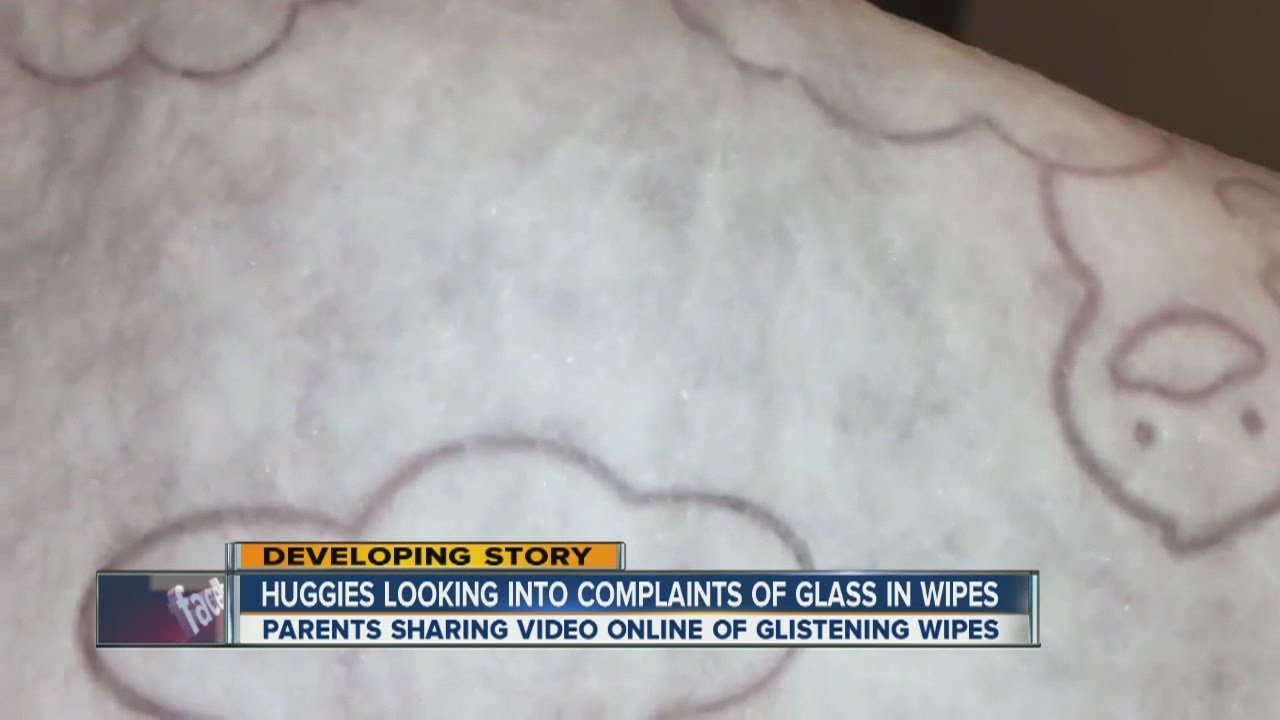 DEVELOPING STORY
HUGGIES LOOKING INTO COMPLAINTS OF GLASS IN WIPES
PARENTS SHARING VIDEO ONLINE OF GLISTENING WIPES